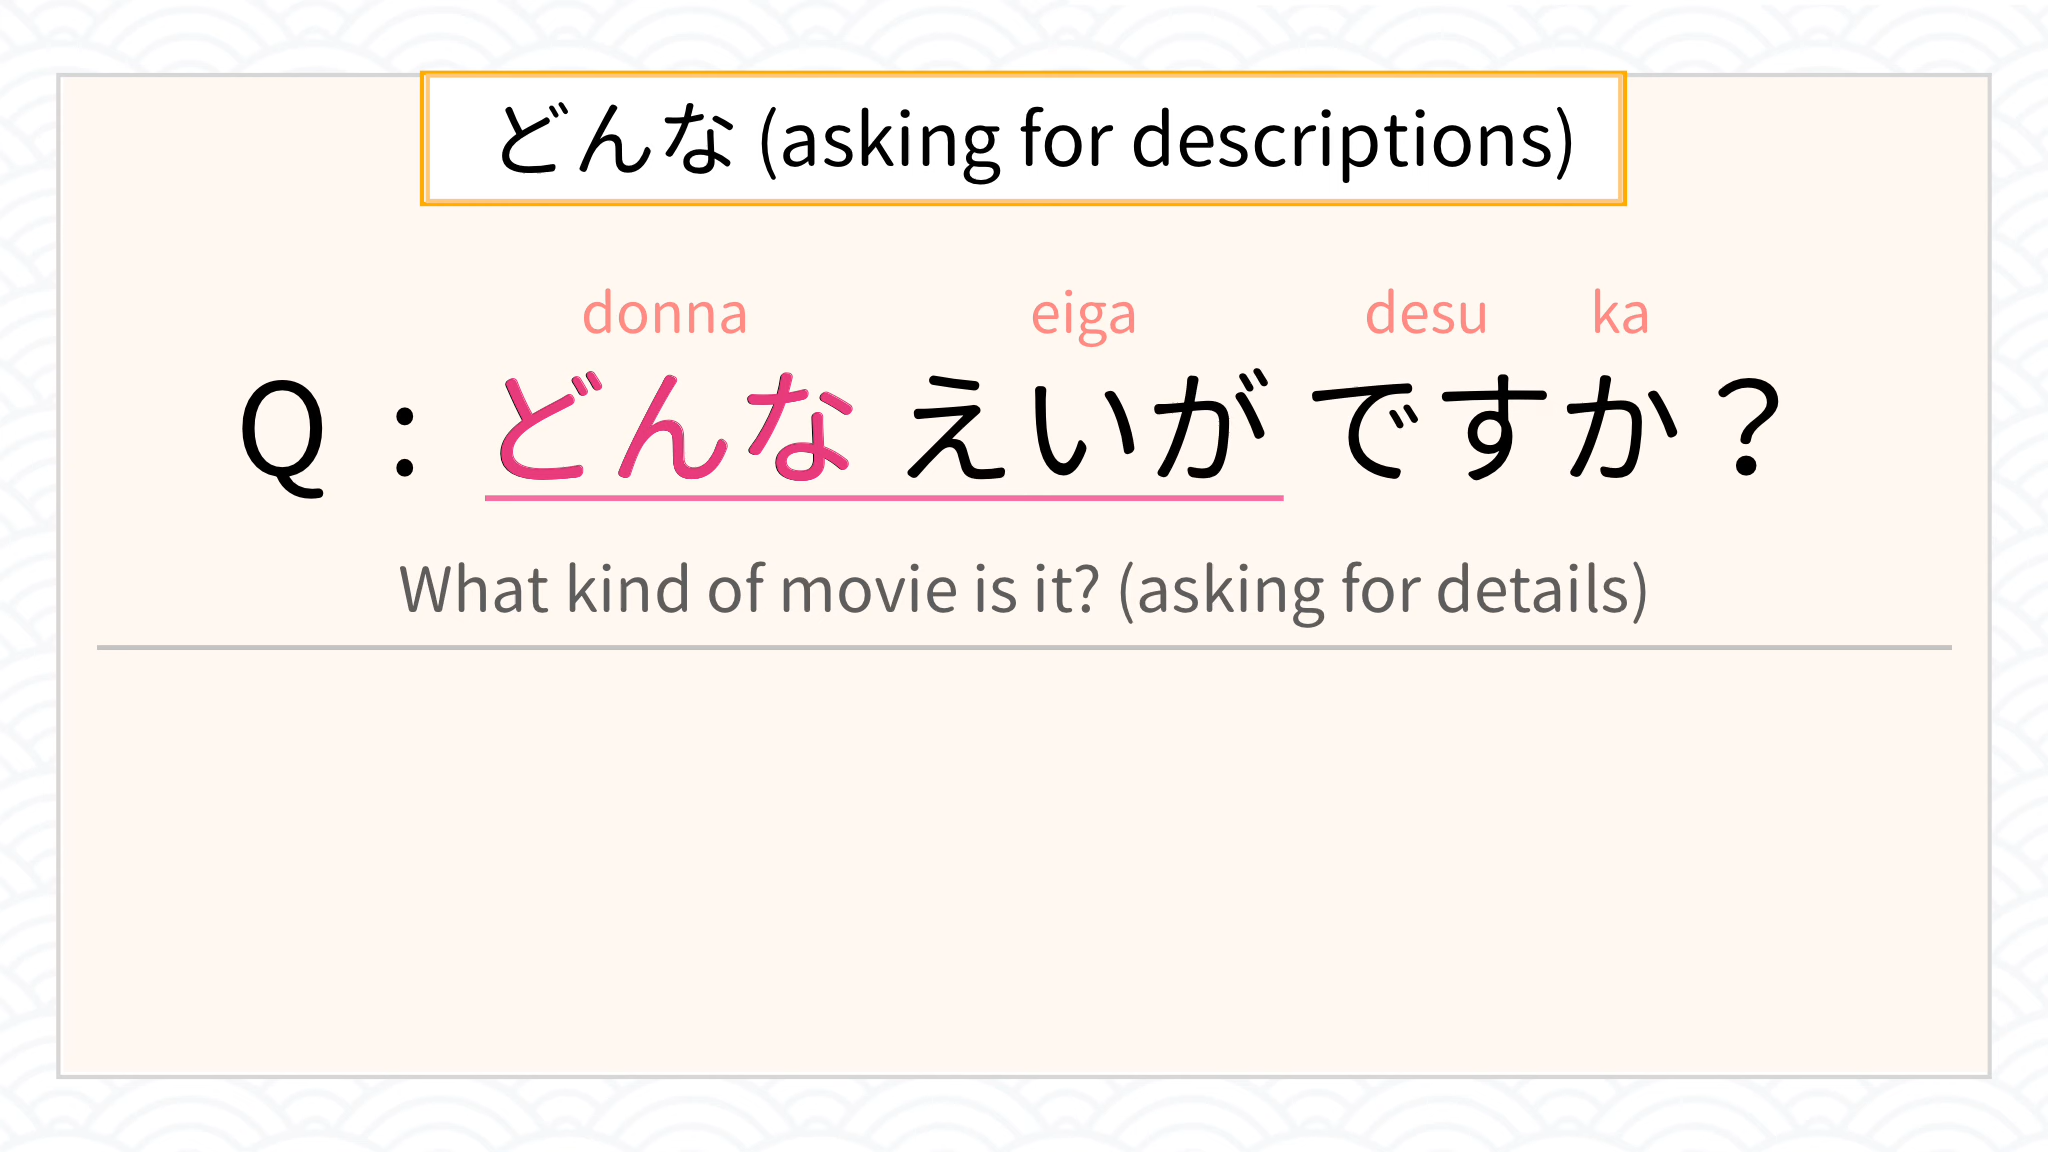 どんな (asking for descriptions)
donna eiga desu ka
Q : どんな えいが ですか？
What kind of movie is it? (asking for details)